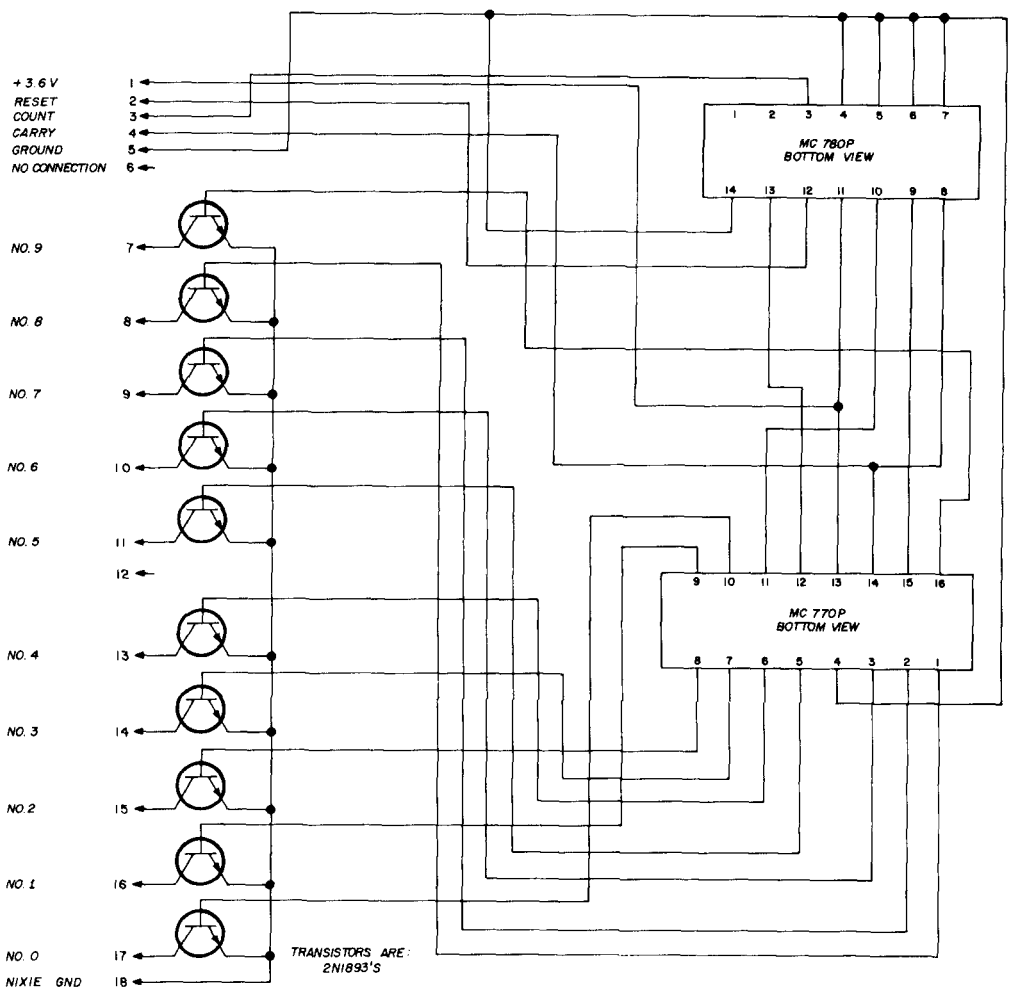 +3.6V 1
RESET 2
COUNT 3
CARRY 4
GROUND 5
NO CONNECTION 6
1 2 3 4 5 6 7
MC 780P
BOTTOM VIEW
14 13 12 11 10 9 8
NO. 9 7
NO. 8 8
NO. 7 9
NO. 6 10
NO. 5 11
12
9 10 11 12 13 14 15 16
MC 770P
BOTTOM VIEW
8 7 6 5 4 3 2 1
NO. 4 13
NO. 3 14
NO. 2 15
NO. 1 16
NO. 0 17
NIXIE GND 18
TRANSISTORS ARE:
2N1893'S